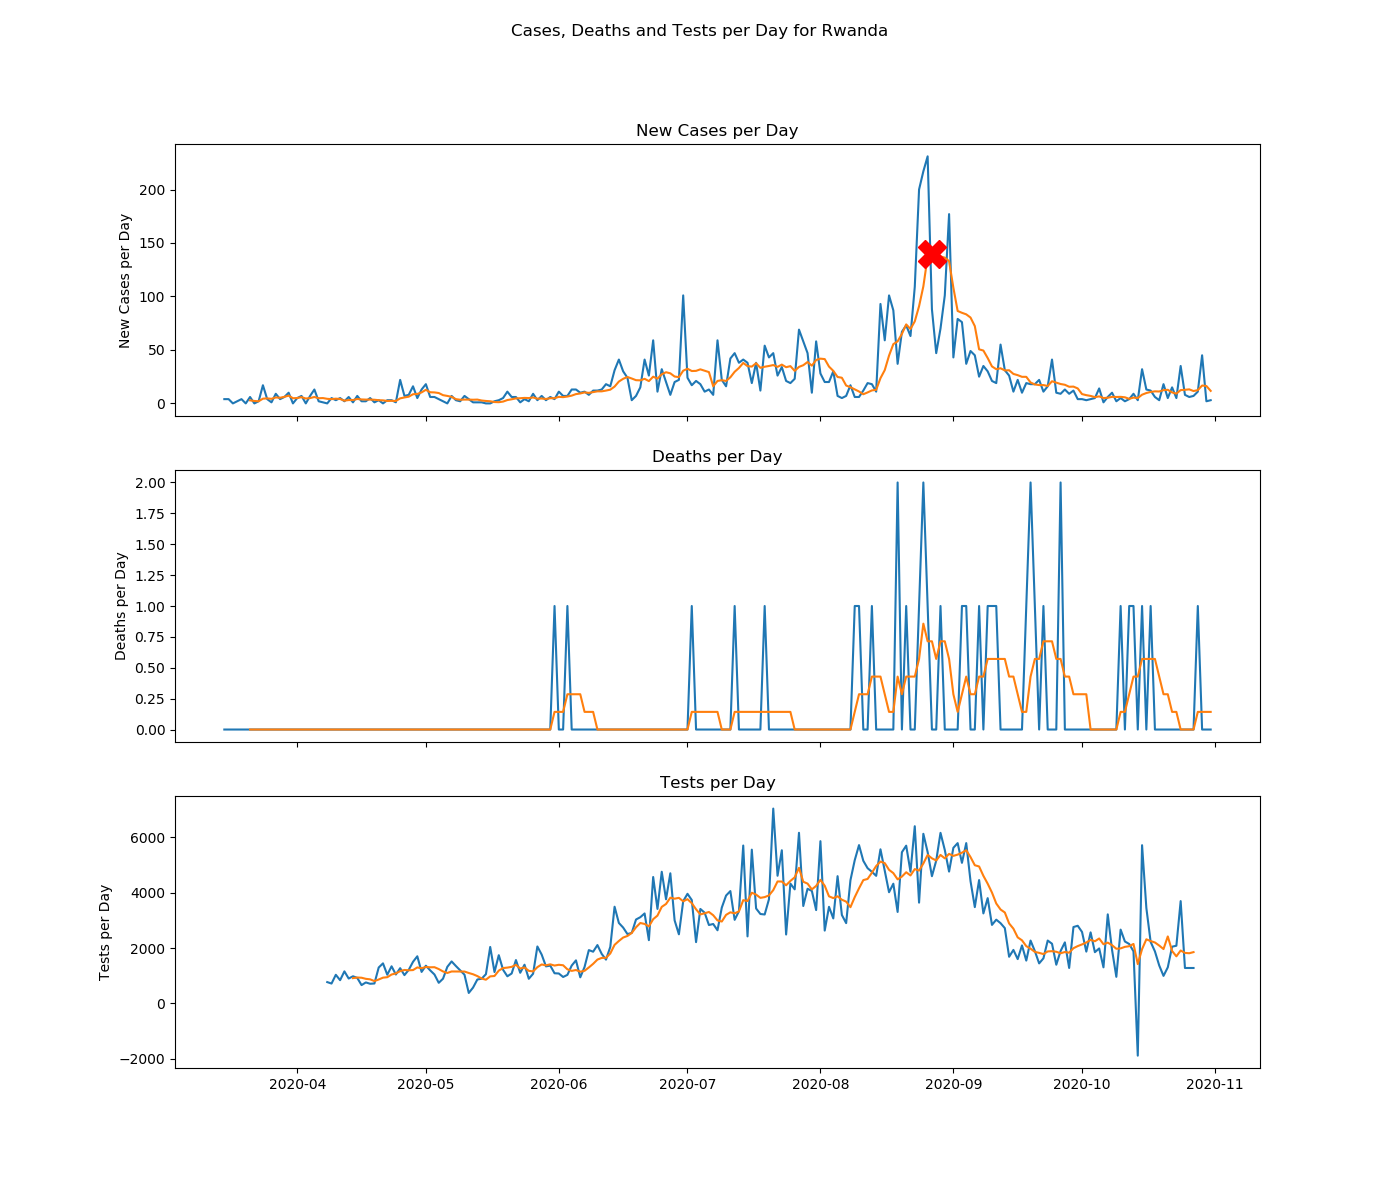 Cases, Deaths and Tests per Day for Rwanda
New Cases per Day
New Cases per Day
200
150
100
50
0
Deaths per Day
Deaths per Day
2.00
1.75
1.50
1.25
1.00
0.75
0.50
0.25
0.00
Tests per Day
Tests per Day
6000
4000
2000
0
−2000
2020-04 2020-05 2020-06 2020-07 2020-08 2020-09 2020-10 2020-11